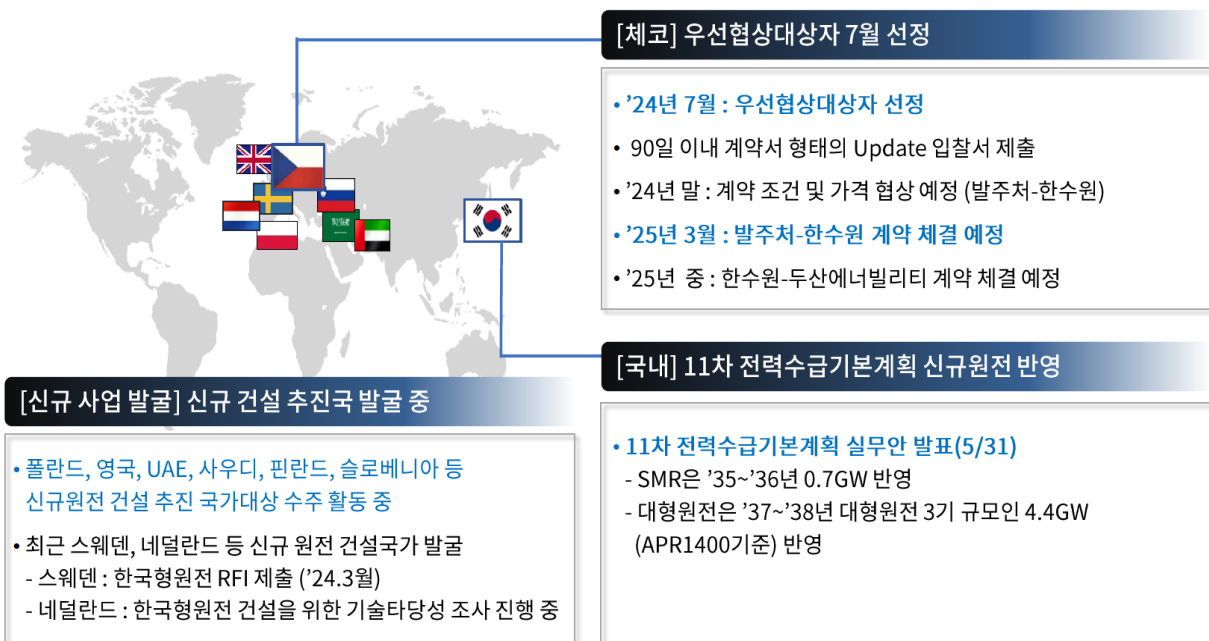 [체코] 우선협상대상자 7월 선정
• ’24년 7월 : 우선협상대상자 선정
• 90일 이내 계약서 형태의 Update 입찰서 제출
• ’24년 말 : 계약 조건 및 가격 협상 예정 (발주처-한수원)
• ’25년 3월 : 발주처-한수원 계약 체결 예정
• ’25년 중 : 한수원-두산에너빌리티 계약 체결 예정
[국내] 11차 전력수급기본계획 신규원전 반영
• 11차 전력수급기본계획 실무안 발표(5/31)
- SMR은 ’35~’36년 0.7GW 반영
- 대형원전은 ’37~’38년 대형원전 3기 규모인 4.4GW
(APR1400기준) 반영
[신규 사업 발굴] 신규 건설 추진국 발굴 중
• 폴란드, 영국, UAE, 사우디, 핀란드, 슬로베니아 등
신규원전 건설 추진 국가대상 수주 활동 중
• 최근 스웨덴, 네덜란드 등 신규 원전 건설국가 발굴
- 스웨덴 : 한국형원전 RFI 제출 (’24.3월)
- 네덜란드 : 한국형원전 건설을 위한 기술타당성 조사 진행 중